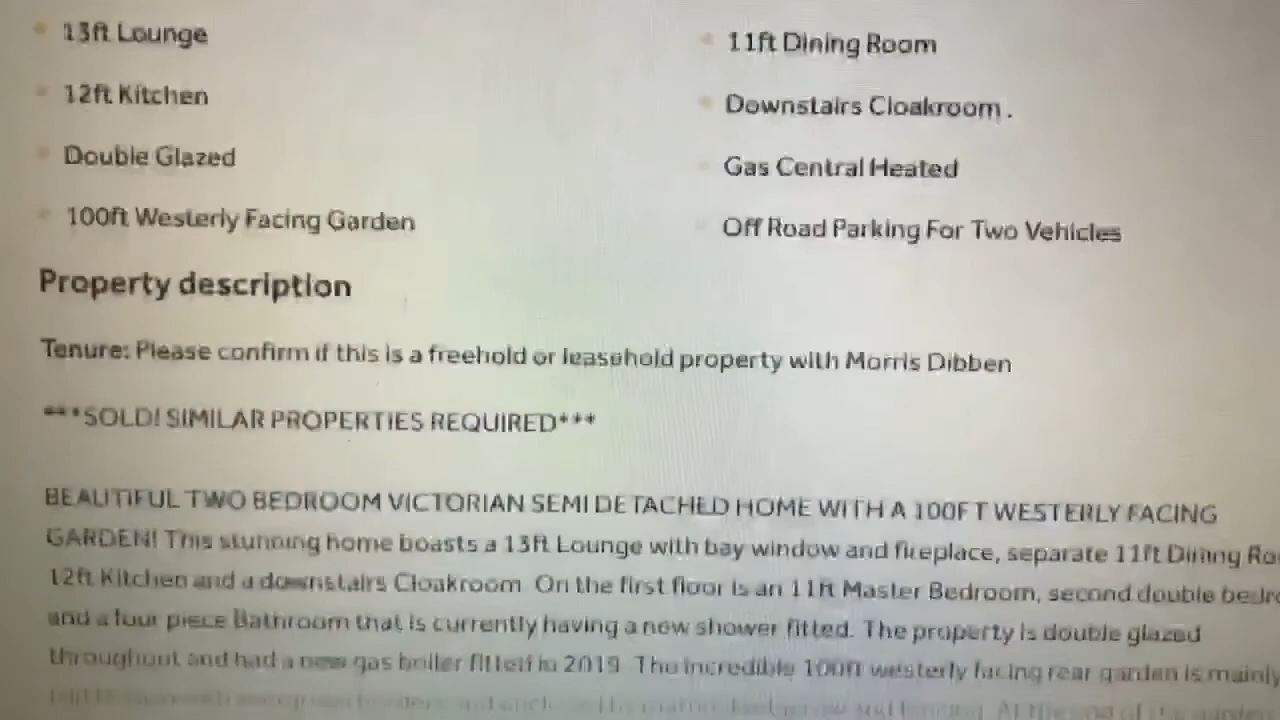 13ft Lounge
11ft Dining Room
12ft Kitchen
Downstairs Cloakroom .
Double Glazed
Gas Central Heated
100ft Westerly Facing Garden
Off Road Parking For Two Vehicles
Property description
Tenure: Please confirm if this is a freehold or leasehold property with Morris Dibben
***SOLD! SIMILAR PROPERTIES REQUIRED***
BEAUTIFUL TWO BEDROOM VICTORIAN SEMI DETACHED HOME WITH A 100FT WESTERLY FACING
GARDEN! This stunning home boasts a 13ft Lounge with bay window and fireplace, separate 11ft Dining
12ft Kitchen and a downstairs Cloakroom. On the first floor is an 11ft Master Bedroom, second double
and a four piece Bathroom that is currently having a new shower fitted. The property is double glazed
throughout and had a new gas boiler fitted in 2019. The incredible 100ft westerly facing rear garden is mainly